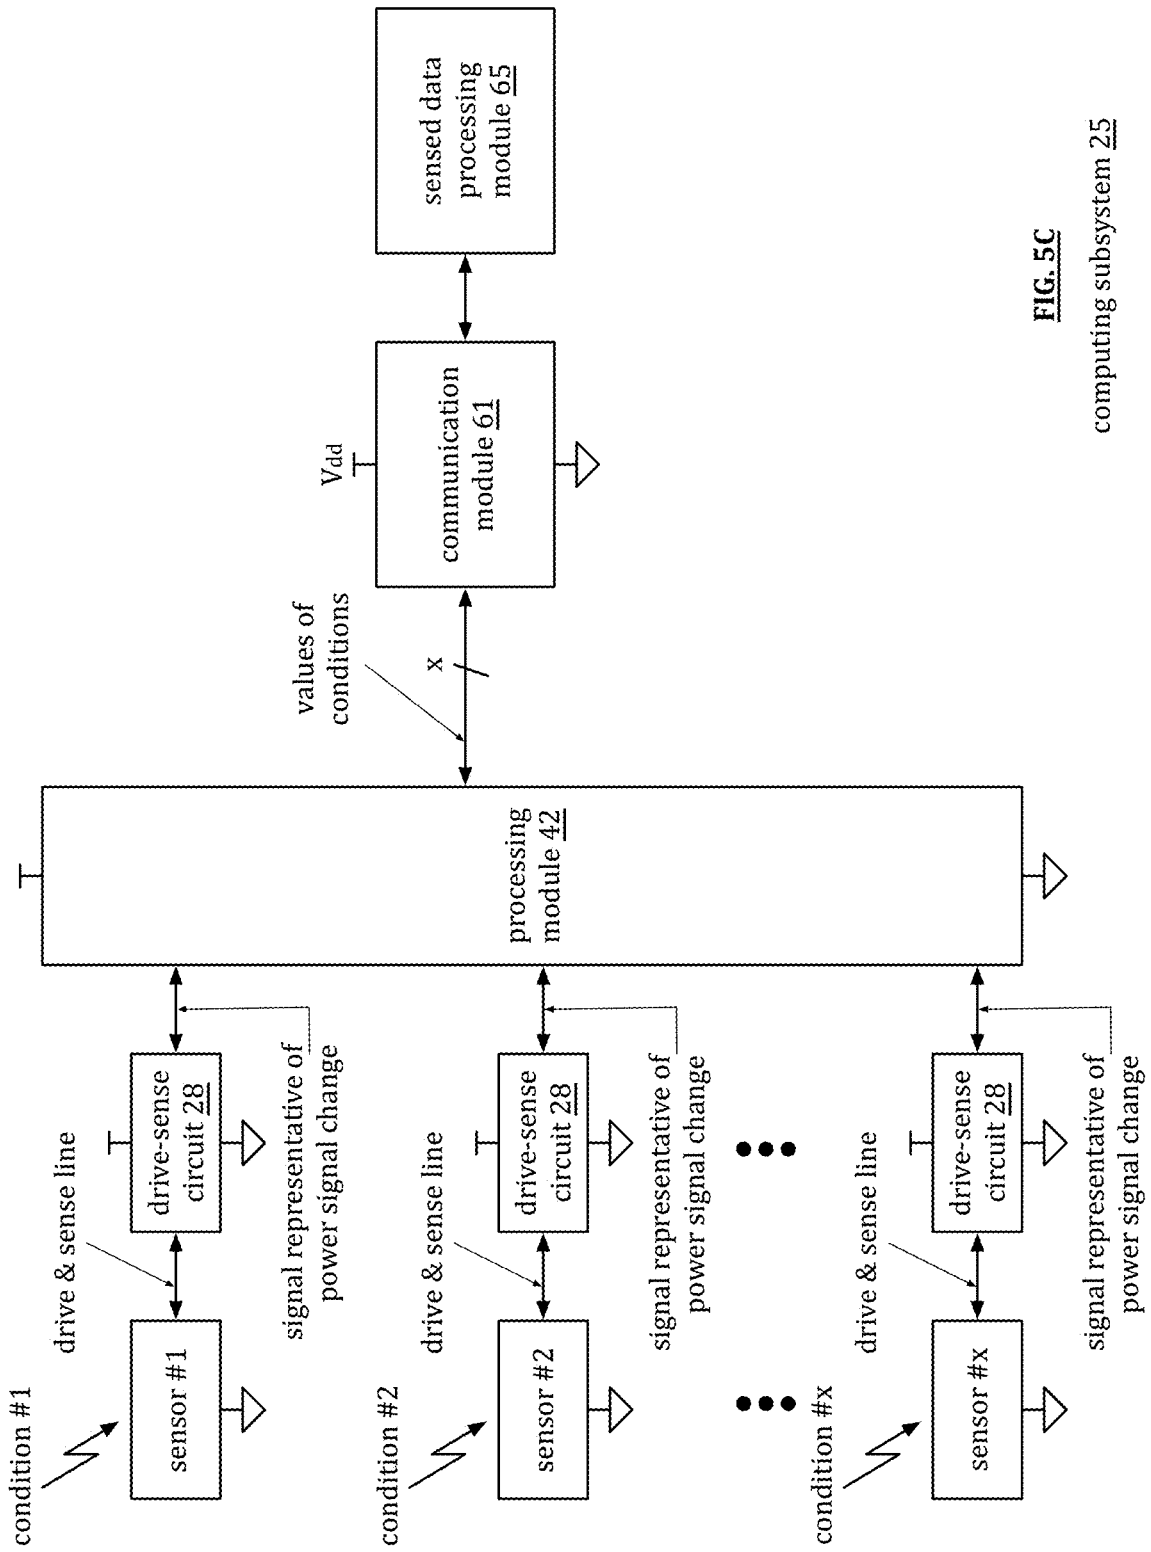 condition #1
sensor #1
drive & sense line
drive-sense
circuit 28
signal representative of
power signal change
condition #2
sensor #2
drive & sense line
drive-sense
circuit 28
signal representative of
power signal change
condition #x
sensor #x
drive & sense line
drive-sense
circuit 28
signal representative of
power signal change
processing
module 42
values of
conditions
x
Vdd
communication
module 61
sensed data
processing
module 65
FIG. 5C
computing subsystem 25